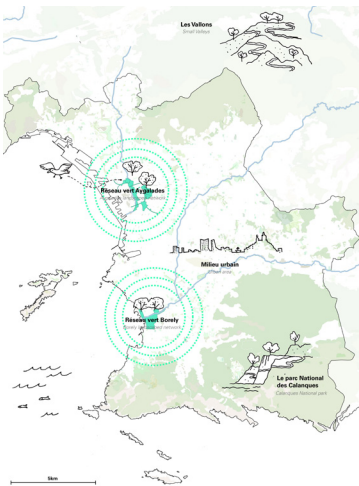 Les Vallons
Small Valleys
Réseau vert Aygalades
Milieu urbain
Urban area
Réseau vert Borely
Le parc National
des Calanques
Calanques National park
5km